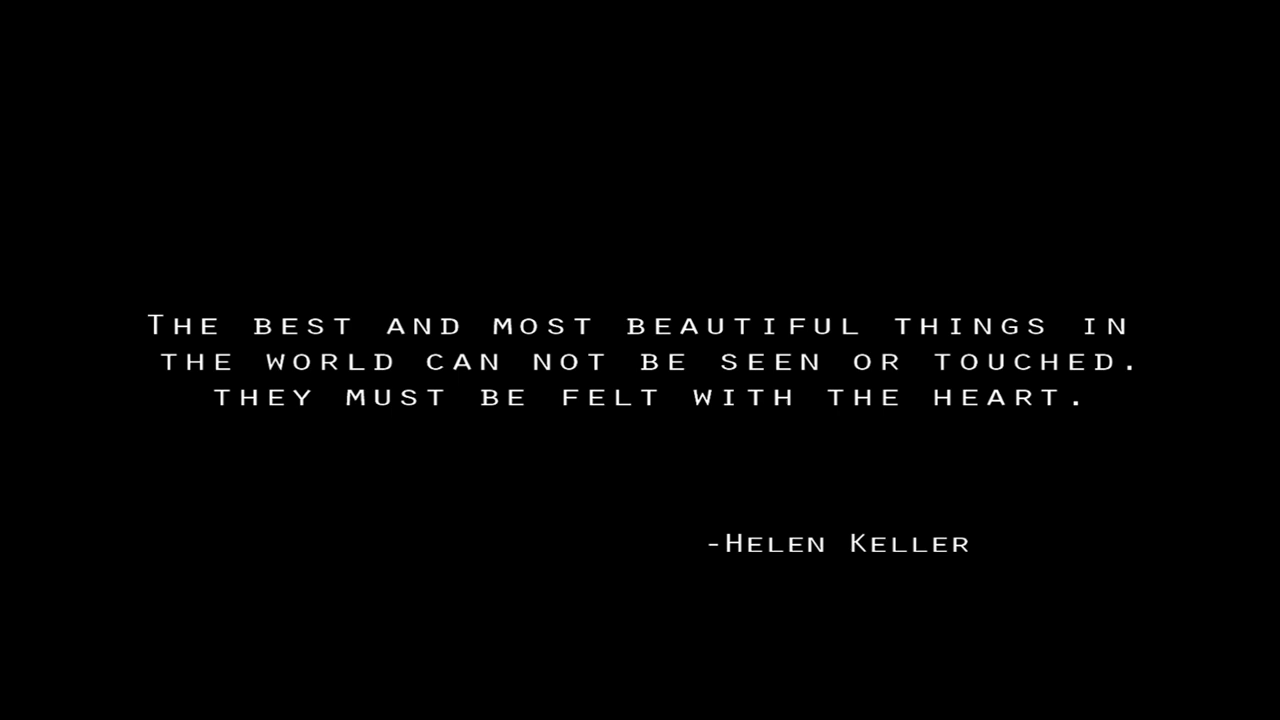 The best and most beautiful things in
the world can not be seen or touched.
they must be felt with the heart.
-Helen Keller